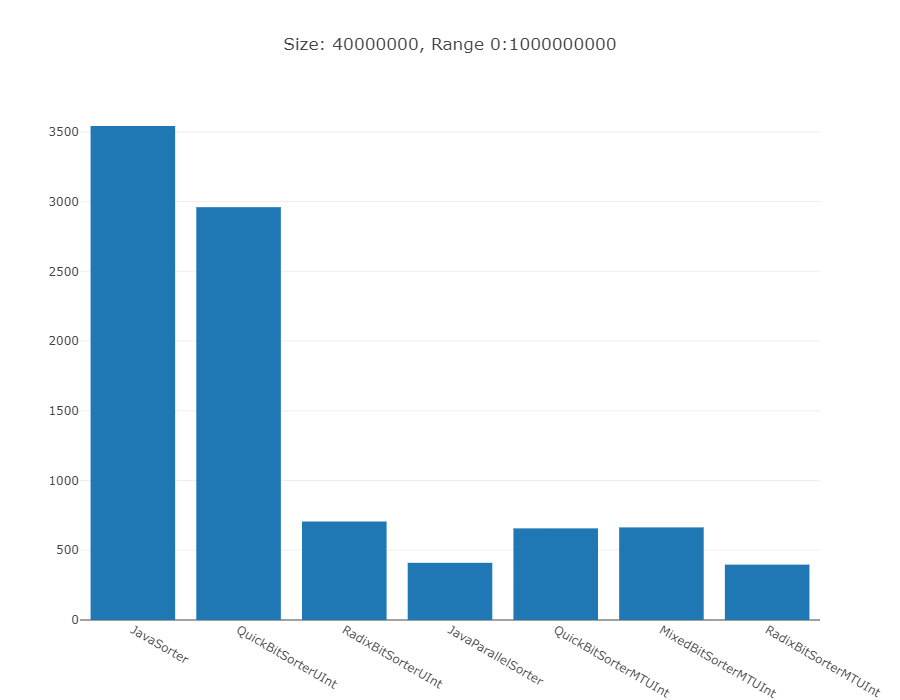 Size: 40000000, Range 0:1000000000
3500
3000
2500
2000
1500
1000
500
0
JavaSorter
QuickBitSorterUInt
RadixBitSorterUInt
JavaParallelSorter
QuickBitSorterMTUInt
MixedBitSorterMTUInt
RadixBitSorterMTUInt